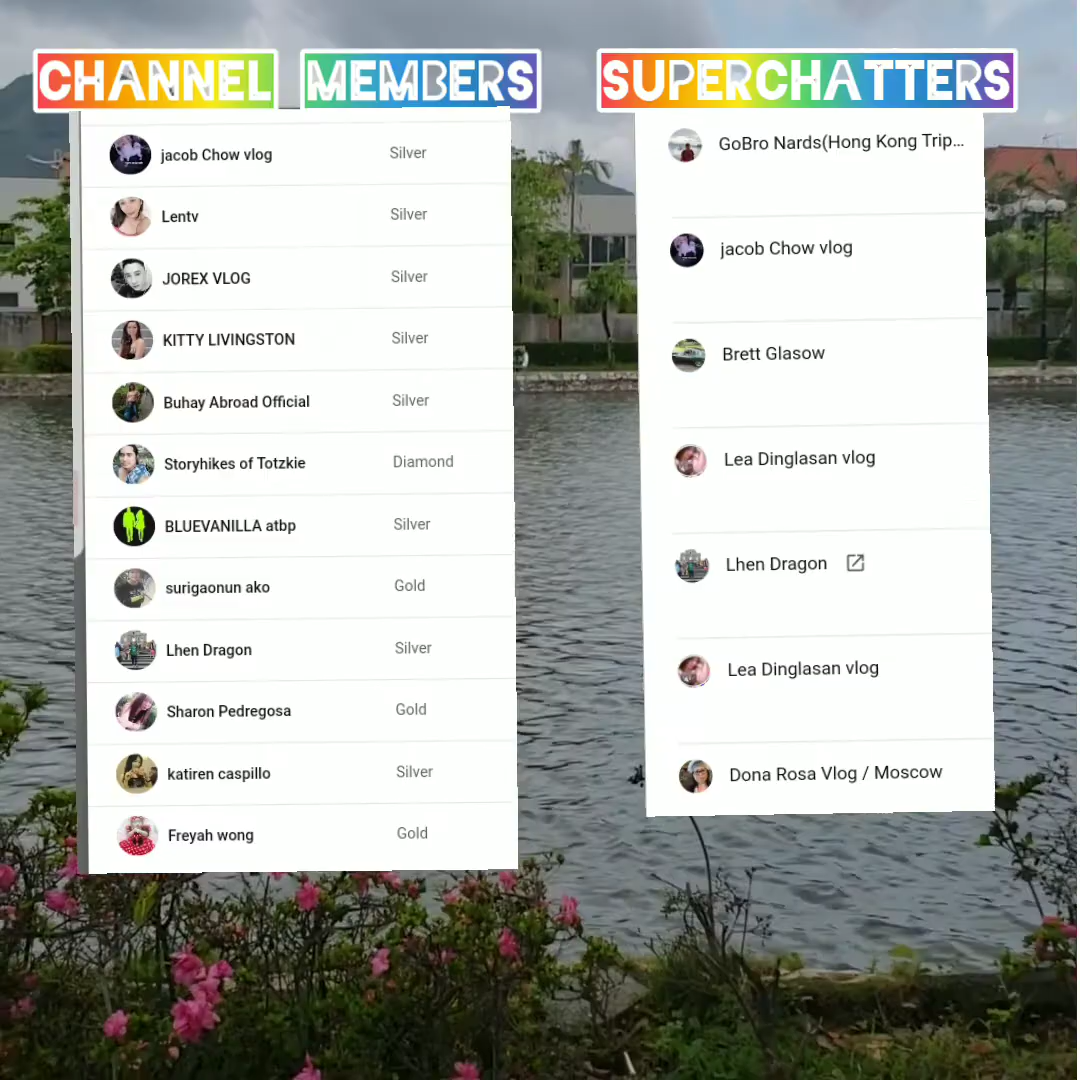 CHANNEL MEMBERS
jacob Chow vlog Silver
Lentv Silver
JOREX VLOG Silver
KITTY LIVINGSTON Silver
Buhay Abroad Official Silver
Storyhikes of Totzkie Diamond
BLUEVANILLA atbp Silver
surigaonun ako Gold
Lhen Dragon Silver
Sharon Pedregosa Gold
katiren caspillo Silver
Freyah wong Gold
SUPERCHATTERS
GoBro Nards(Hong Kong Trip...
jacob Chow vlog
Brett Glasow
Lea Dinglasan vlog
Lhen Dragon
Lea Dinglasan vlog
Dona Rosa Vlog / Moscow